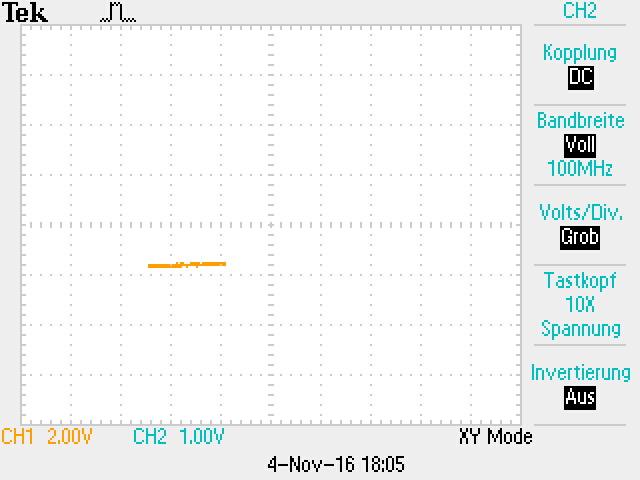 Tek
CH2
Kopplung
DC
Bandbreite
Voll
100MHz
Volts/Div.
Grob
Tastkopf
10X
Spannung
Invertierung
Aus
CH1 2.00V CH2 1.00V XY Mode
4-Nov-16 18:05